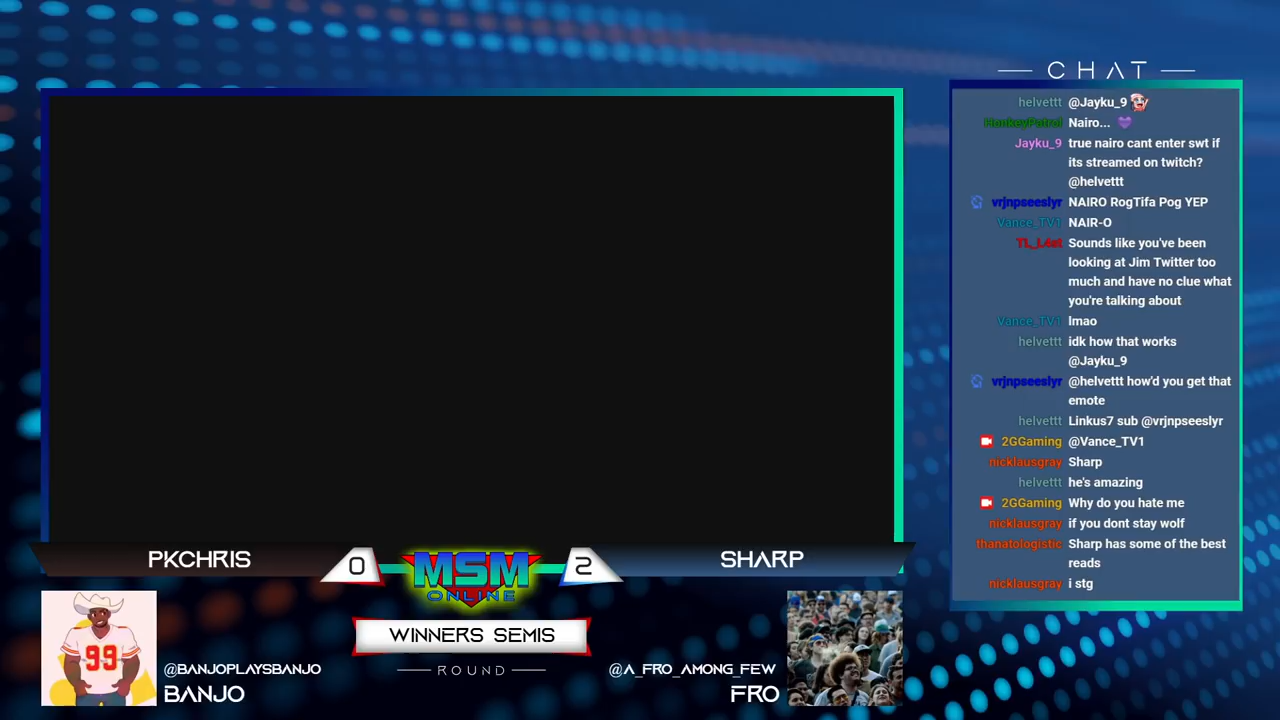 CHAT
helvettt @Jayku_9
HonkeyPatrol Nairo...
Jayku_9 true nairo cant enter swt if
its streamed on twitch?
@helvettt
vrjnpseeslyr NAIRO RogTifa Pog YEP
Vance_TV1 NAIR-O
TL_L4st Sounds like you've been
looking at Jim Twitter too
much and have no clue what
you're talking about
Vance_TV1 lmao
helvettt idk how that works
@Jayku_9
vrjnpseeslyr @helvettt how'd you get that
emote
helvettt Linkus7 sub @vrjnpseeslyr
2GGaming @Vance_TV1
nicklausgray Sharp
helvettt he's amazing
2GGaming Why do you hate me
nicklausgray if you dont stay wolf
thanatologistic Sharp has some of the best
reads
nicklausgray i stg
PKCHRIS 0 MSM 2 SHARP
ONLINE
WINNERS SEMIS
ROUND
99
@BANJOPLAYSBANJO
BANJO
@A_FRO_AMONG_FEW
FRO